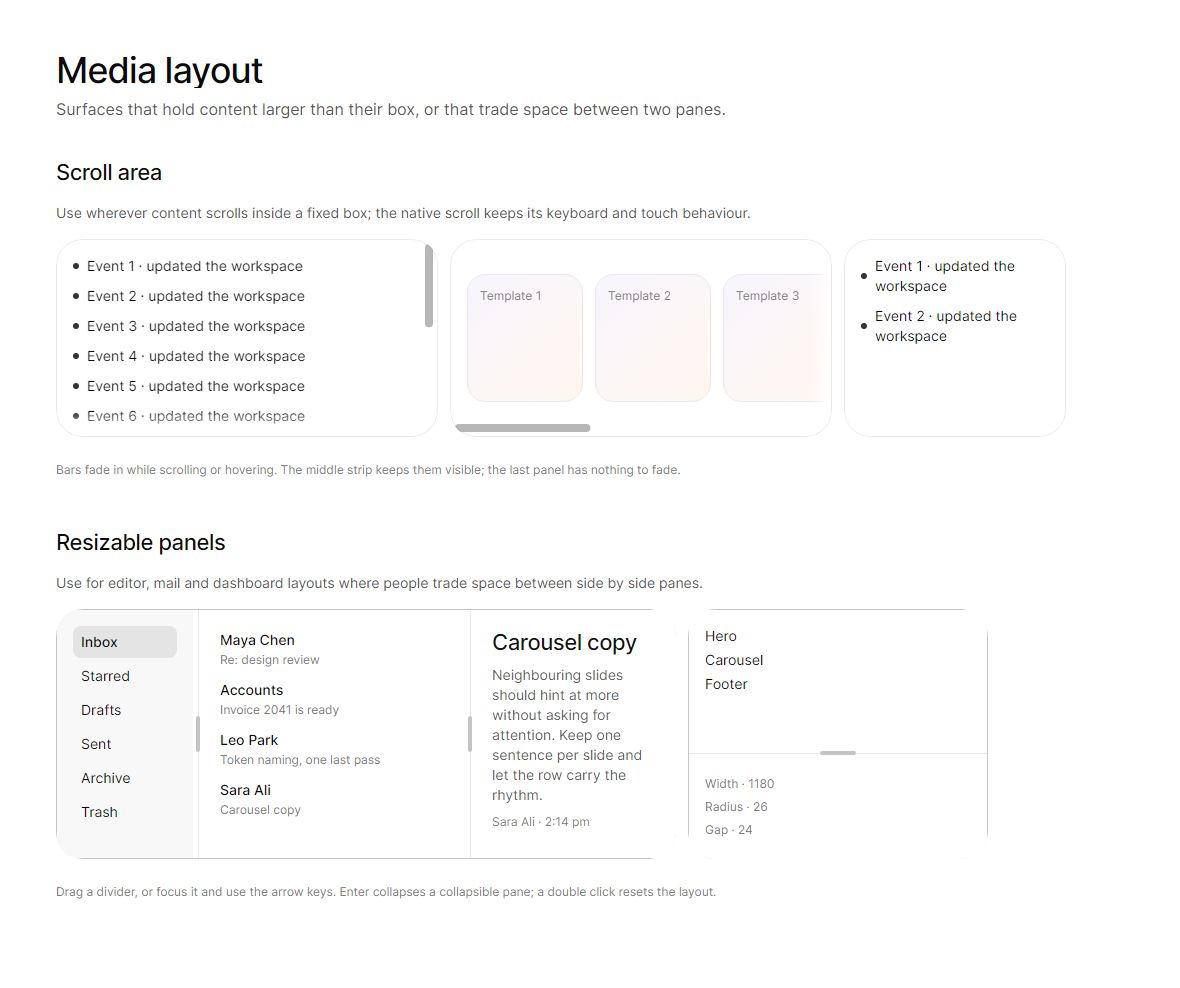 Media layout
Surfaces that hold content larger than their box, or that trade space between two panes.
Scroll area
Use wherever content scrolls inside a fixed box; the native scroll keeps its keyboard and touch behaviour.
Event 1 · updated the workspace
Event 2 · updated the workspace
Event 3 · updated the workspace
Event 4 · updated the workspace
Event 5 · updated the workspace
Event 6 · updated the workspace
Template 1
Template 2
Template 3
Event 1 · updated the
workspace
Event 2 · updated the
workspace
Bars fade in while scrolling or hovering. The middle strip keeps them visible; the last panel has nothing to fade.
Resizable panels
Use for editor, mail and dashboard layouts where people trade space between side by side panes.
Inbox
Starred
Drafts
Sent
Archive
Trash
Maya Chen
Re: design review
Accounts
Invoice 2041 is ready
Leo Park
Token naming, one last pass
Sara Ali
Carousel copy
Carousel copy
Neighbouring slides
should hint at more
without asking for
attention. Keep one
sentence per slide and
let the row carry the
rhythm.
Sara Ali · 2:14 pm
Hero
Carousel
Footer
Width · 1180
Radius · 26
Gap · 24
Drag a divider, or focus it and use the arrow keys. Enter collapses a collapsible pane; a double click resets the layout.